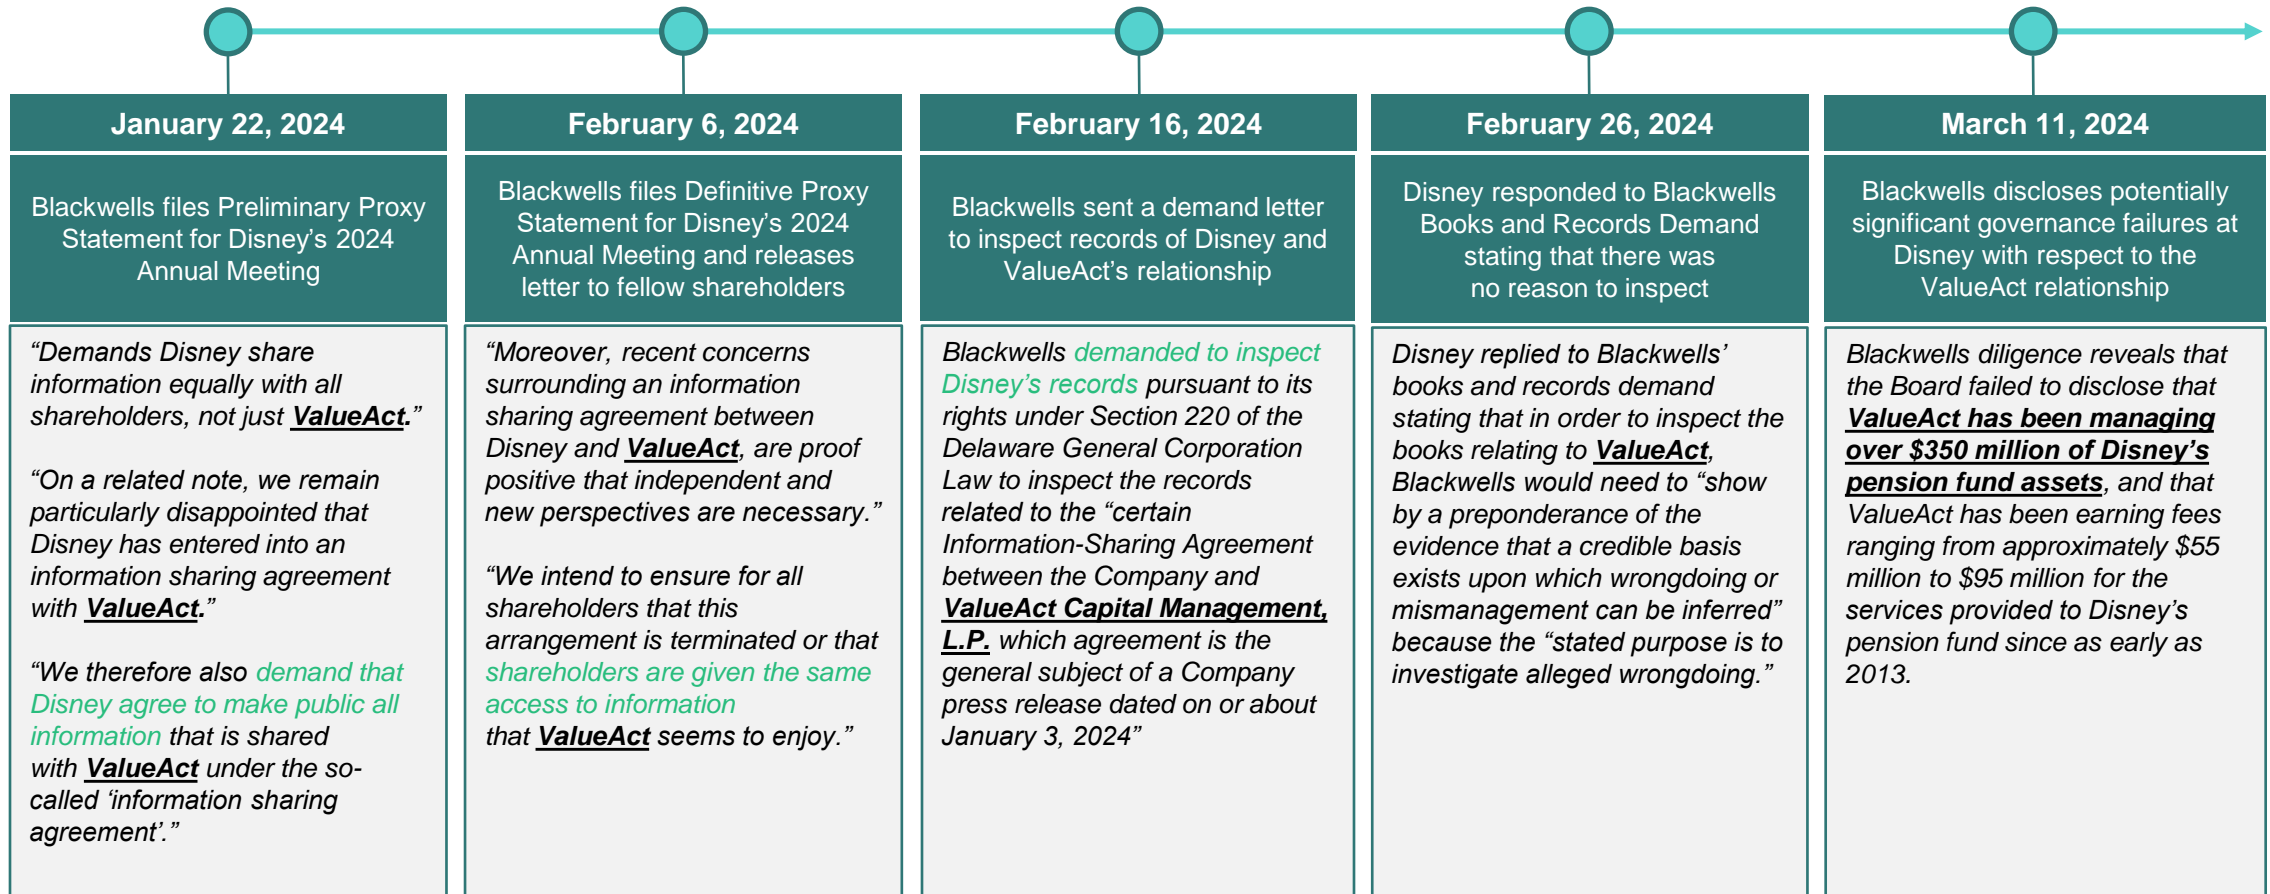 January 22, 2024
Blackwells files Preliminary Proxy
Statement for Disney’s 2024
Annual Meeting
“Demands Disney share
information equally with all
shareholders, not just ValueAct.”
“On a related note, we remain
particularly disappointed that
Disney has entered into an
information sharing agreement
with ValueAct.”
“We therefore also demand that
Disney agree to make public all
information that is shared
with ValueAct under the so-
called ‘information sharing
agreement’.”
February 6, 2024
Blackwells files Definitive Proxy
Statement for Disney’s 2024
Annual Meeting and releases
letter to fellow shareholders
“Moreover, recent concerns
surrounding an information
sharing agreement between
Disney and ValueAct, are proof
positive that independent and
new perspectives are necessary.”
“We intend to ensure for all
shareholders that this
arrangement is terminated or that
shareholders are given the same
access to information
that ValueAct seems to enjoy.”
February 16, 2024
Blackwells sent a demand letter
to inspect records of Disney and
ValueAct’s relationship
Blackwells demanded to inspect
Disney’s records pursuant to its
rights under Section 220 of the
Delaware General Corporation
Law to inspect the records
related to the “certain
Information-Sharing Agreement
between the Company and
ValueAct Capital Management,
L.P. which agreement is the
general subject of a Company
press release dated on or about
January 3, 2024”
February 26, 2024
Disney responded to Blackwells
Books and Records Demand
stating that there was
no reason to inspect
Disney replied to Blackwells’
books and records demand
stating that in order to inspect the
books relating to ValueAct,
Blackwells would need to “show
by a preponderance of the
evidence that a credible basis
exists upon which wrongdoing or
mismanagement can be inferred”
because the “stated purpose is to
investigate alleged wrongdoing.”
March 11, 2024
Blackwells discloses potentially
significant governance failures at
Disney with respect to the
ValueAct relationship
Blackwells diligence reveals that
the Board failed to disclose that
ValueAct has been managing
over $350 million of Disney’s
pension fund assets, and that
ValueAct has been earning fees
ranging from approximately $55
million to $95 million for the
services provided to Disney’s
pension fund since as early as
2013.